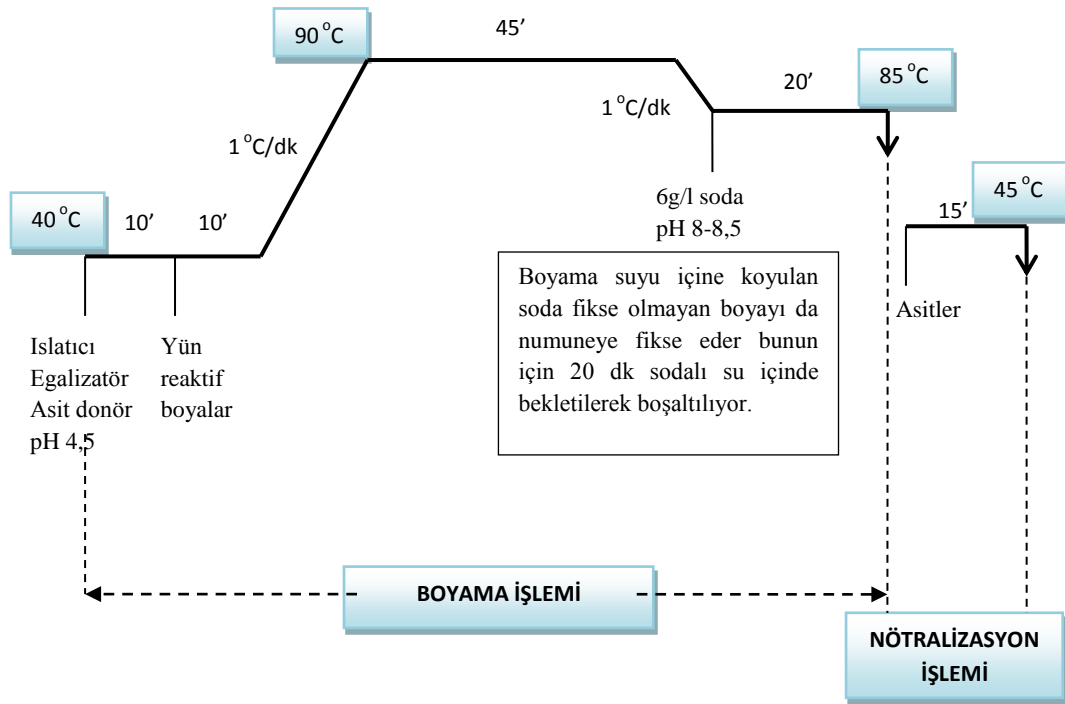 90 °C
45’
85 °C
20’
1 °C/dk
1 °C/dk
40 °C
10’
10’
6g/l soda
pH 8-8,5
45 °C
15’
Asitler
Islatıcı
Egalizatör
Asit donör
pH 4,5
Yün
reaktif
boyalar
Boyama suyu içine koyulan
soda fikse olmayan boyayı da
numuneye fikse eder bunun
için 20 dk sodalı su içinde
bekletilerek boşaltılıyor.
BOYAMA İŞLEMİ
NÖTRALİZASYON
İŞLEMİ